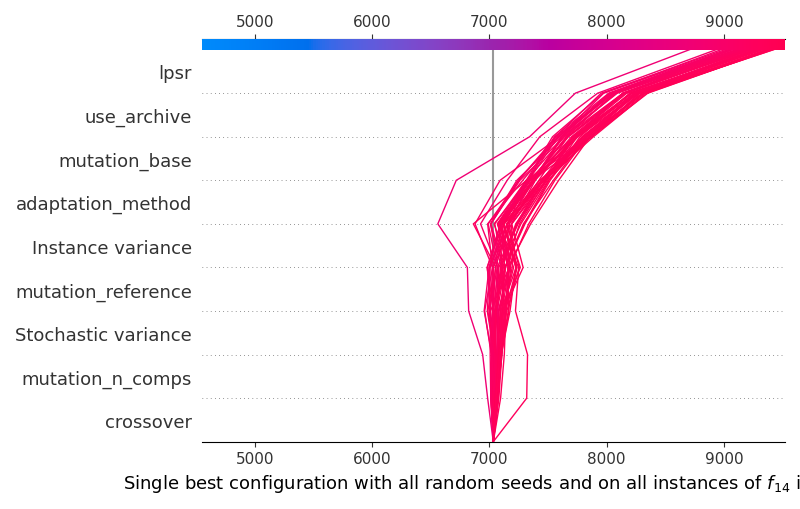 5000 6000 7000 8000 9000
lpsr
use_archive
mutation_base
adaptation_method
Instance variance
mutation_reference
Stochastic variance
mutation_n_comps
crossover
5000 6000 7000 8000 9000
Single best configuration with all random seeds and on all instances of f14 i